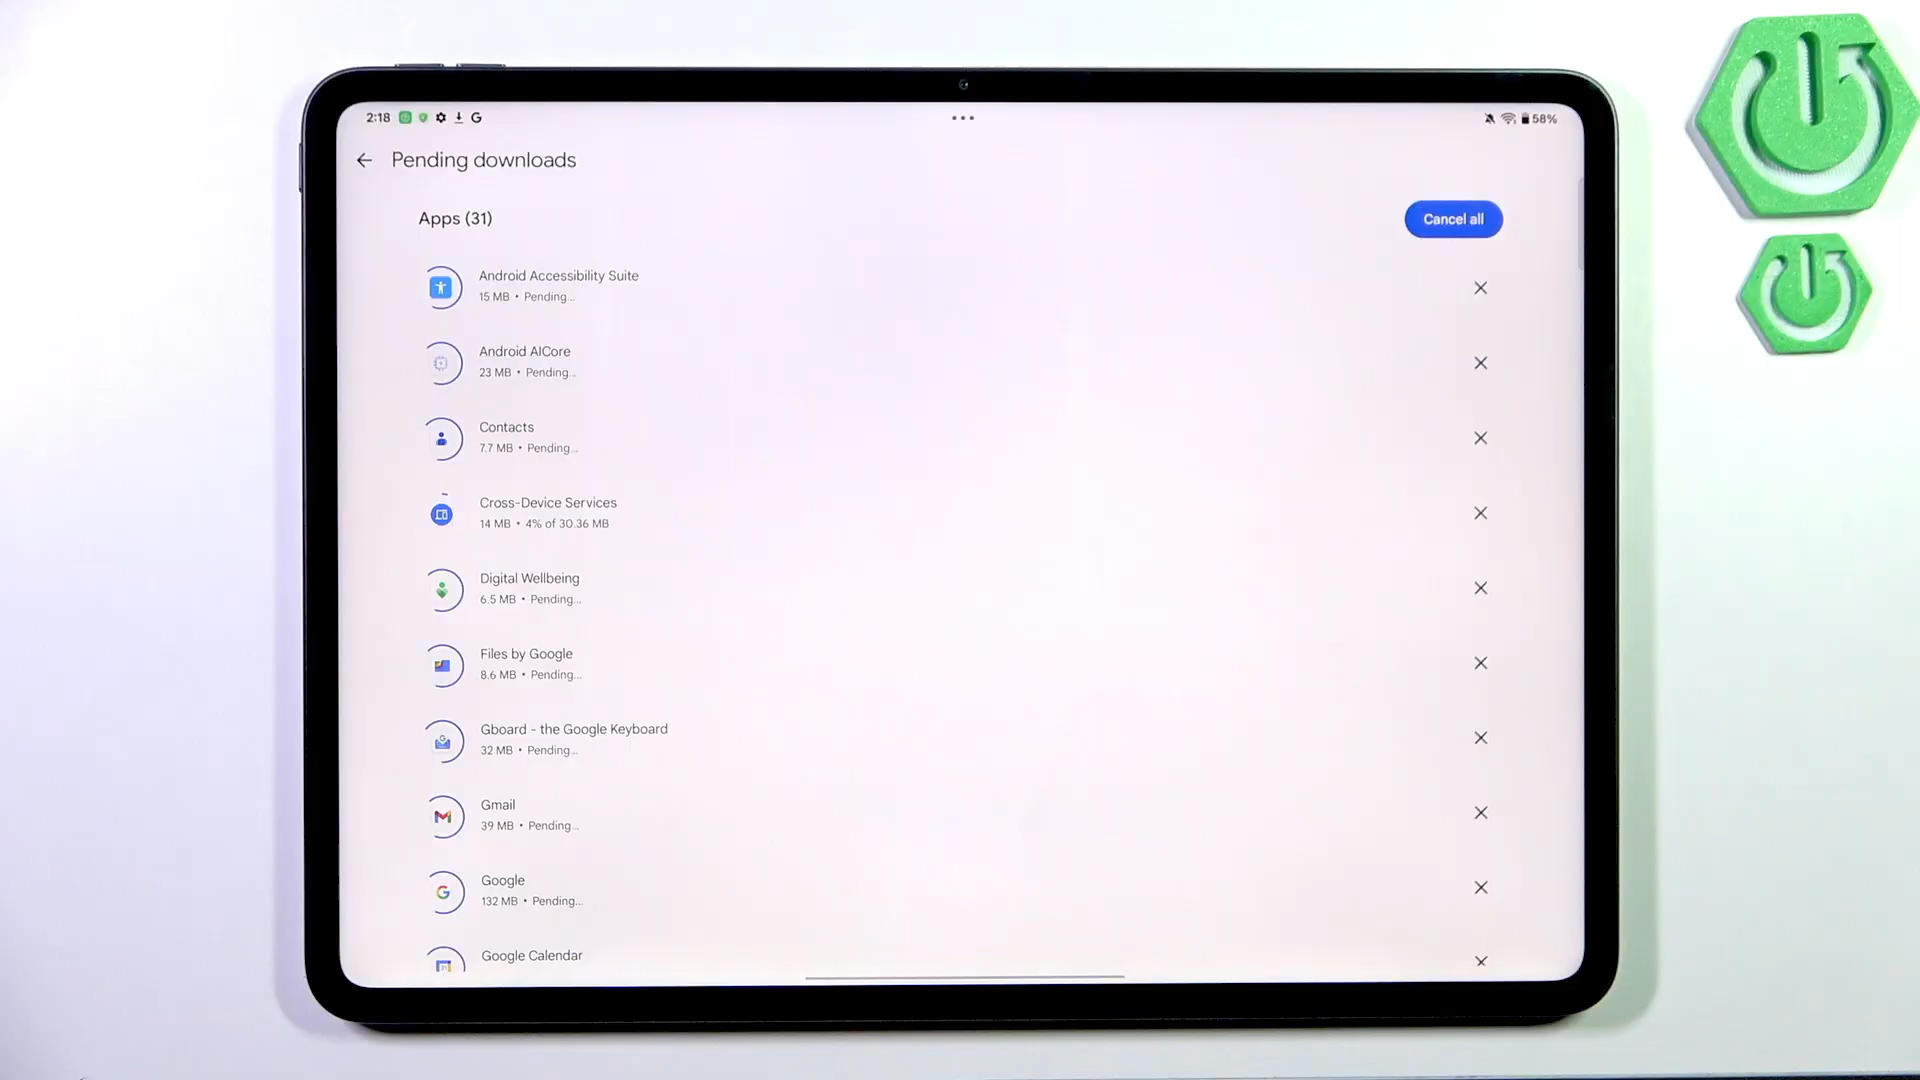 2:18
58%
Pending downloads
Apps (31)
Cancel all
Android Accessibility Suite
15 MB • Pending...
Android AICore
23 MB • Pending...
Contacts
7.7 MB • Pending...
Cross-Device Services
14 MB • 4% of 30.36 MB
Digital Wellbeing
6.5 MB • Pending...
Files by Google
8.6 MB • Pending...
Gboard - the Google Keyboard
32 MB • Pending...
Gmail
39 MB • Pending...
Google
132 MB • Pending...
Google Calendar